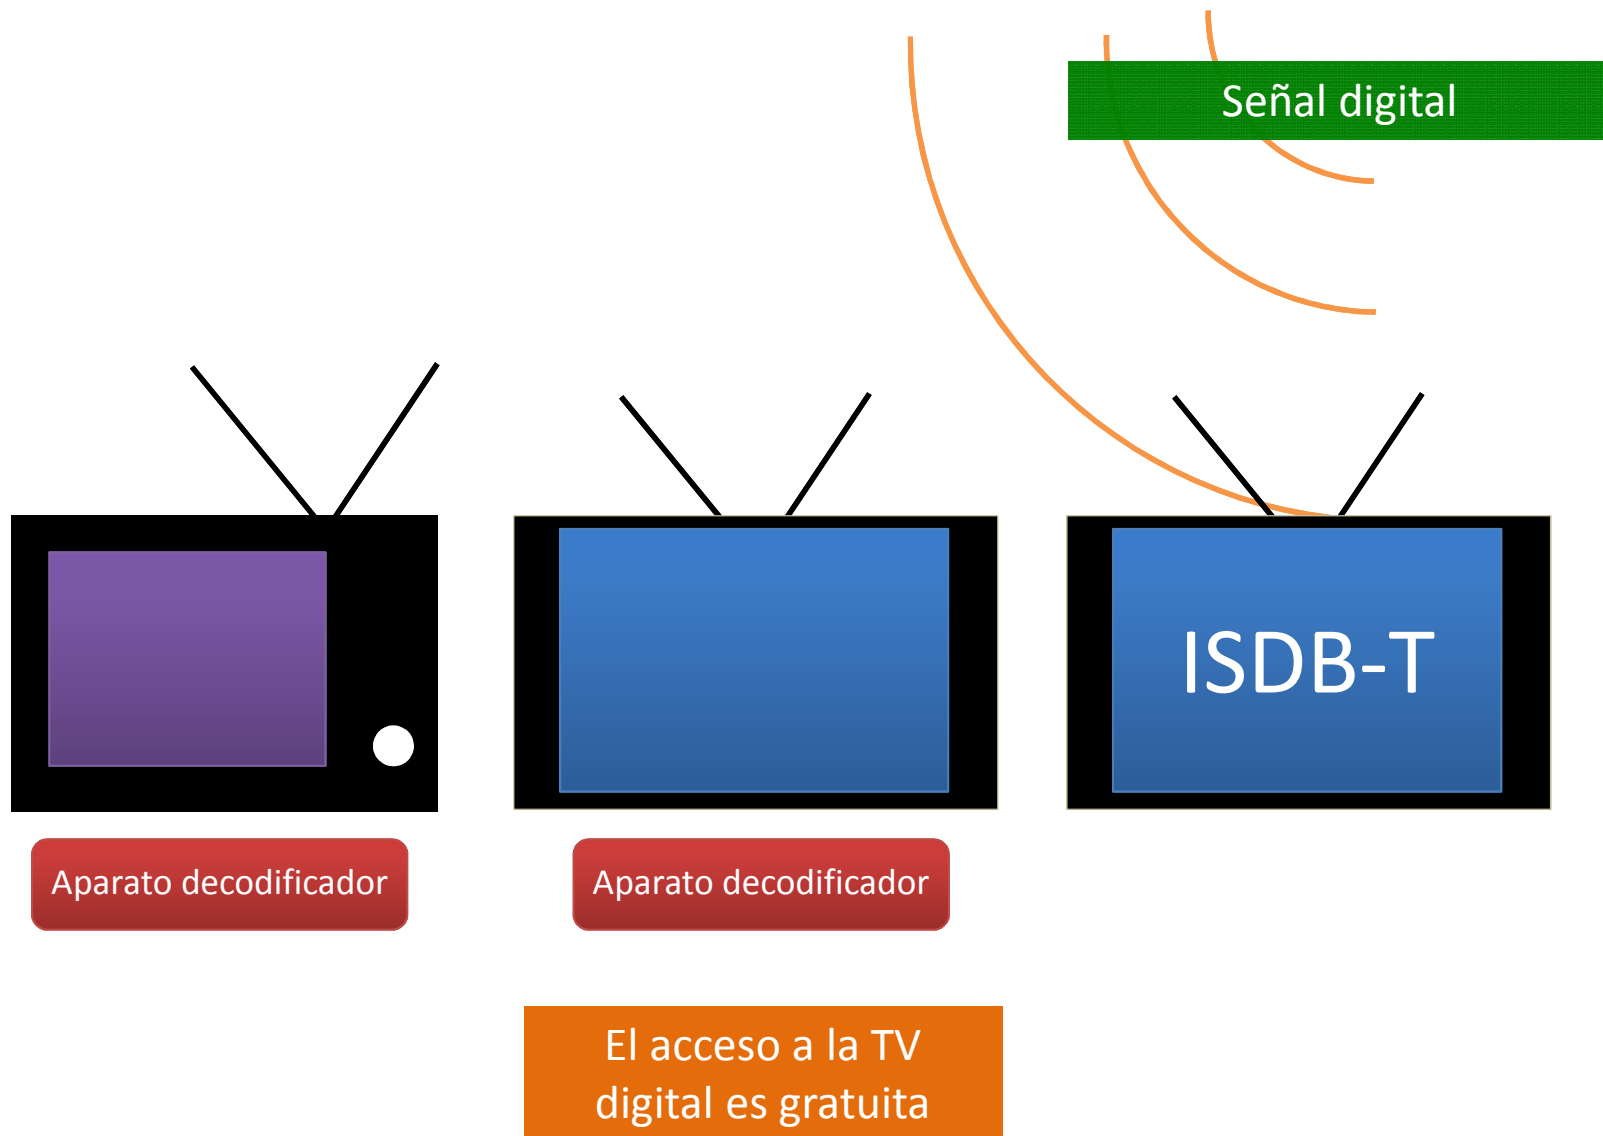 Señal digital
ISDB-T
Aparato decodificador
Aparato decodificador
El acceso a la TV
digital es gratuita